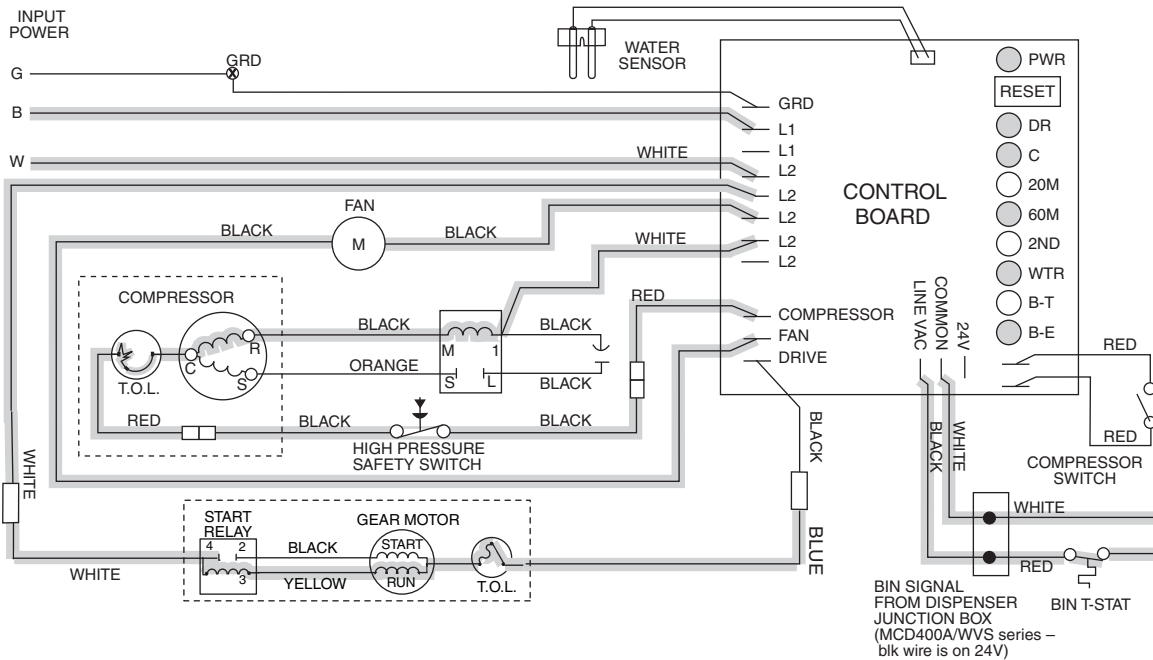 INPUT
POWER
G
GRD
B
W
WATER
SENSOR
WHITE
GRD
L1
L1
L2
L2
L2
L2
L2
CONTROL
BOARD
PWR
RESET
DR
C
20M
60M
2ND
WTR
B-T
B-E
FAN
M
BLACK
BLACK
WHITE
RED
COMPRESSOR
FAN
DRIVE
LINE VAC
COMMON
24V
COMPRESSOR
T.O.L.
C
R
S
BLACK
ORANGE
M
1
S
L
BLACK
BLACK
RED
BLACK
BLACK
HIGH PRESSURE
SAFETY SWITCH
RED
RED
COMPRESSOR
SWITCH
BLACK
WHITE
WHITE
BLACK
BLUE
WHITE
START
RELAY
4
2
3
BLACK
YELLOW
GEAR MOTOR
START
RUN
T.O.L.
WHITE
RED
BIN T-STAT
BIN SIGNAL
FROM DISPENSER
JUNCTION BOX
(MCD400A/WVS series –
blk wire is on 24V)